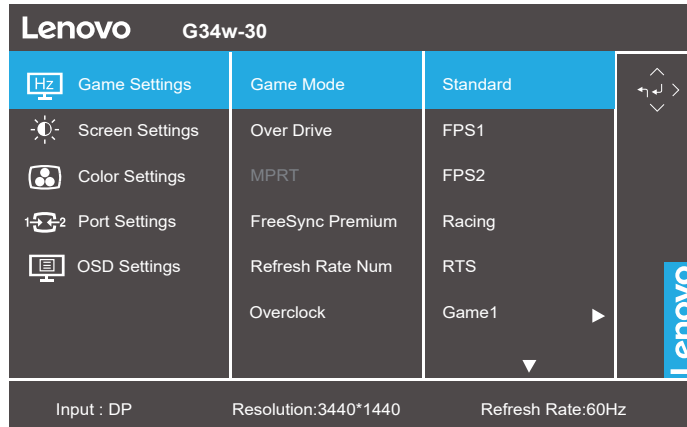 Lenovo G34w-30
Hz Game Settings
Screen Settings
Color Settings
1 2 Port Settings
OSD Settings
Game Mode
Over Drive
MPRT
FreeSync Premium
Refresh Rate Num
Overclock
Standard
FPS1
FPS2
Racing
RTS
Game1
Lenovo
Input : DP Resolution:3440*1440 Refresh Rate:60Hz